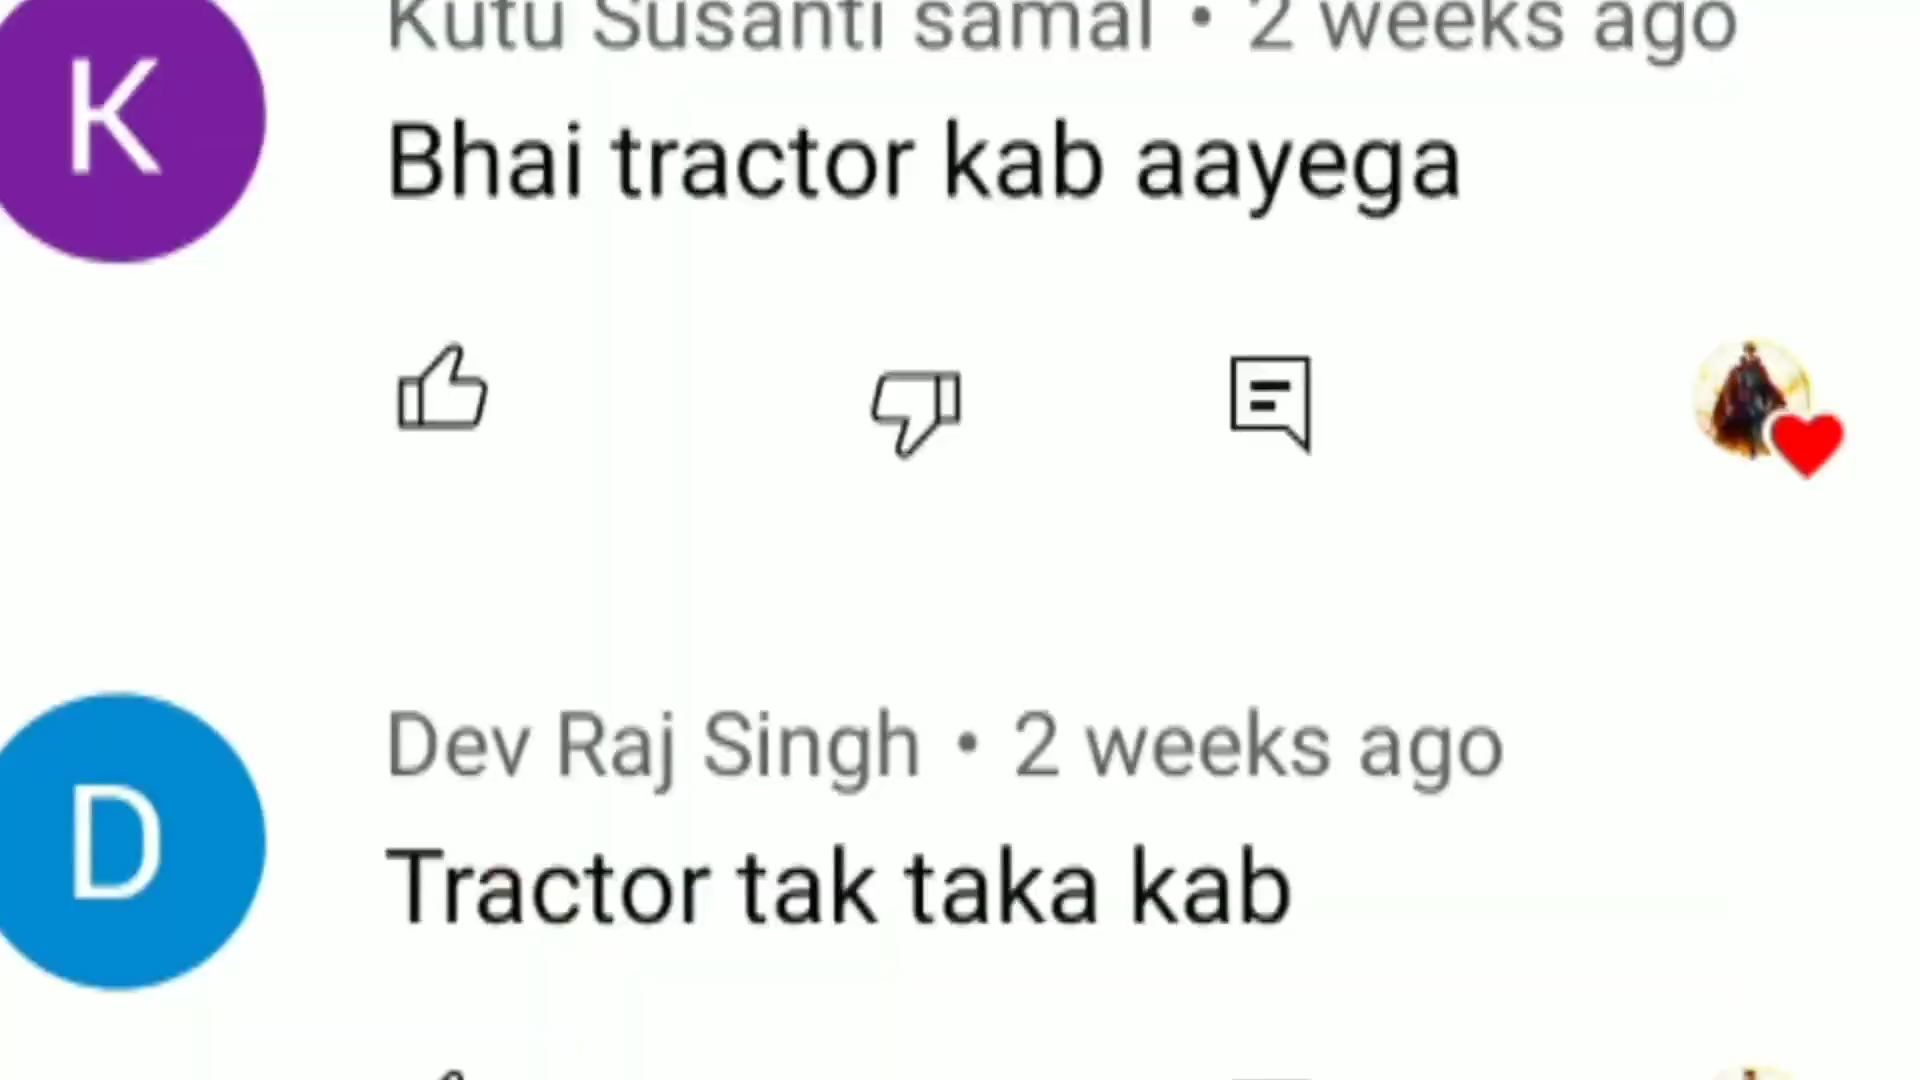 K
Kutu Susanti samal • 2 weeks ago
Bhai tractor kab aayega
D
Dev Raj Singh • 2 weeks ago
Tractor tak taka kab